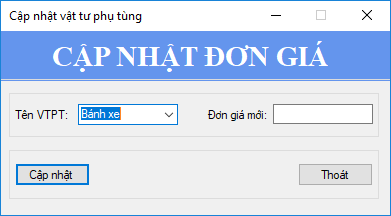 Cập nhật vật tư phụ tùng
CẬP NHẬT ĐƠN GIÁ
Tên VTPT: Bánh xe Đơn giá mới:
Cập nhật Thoát